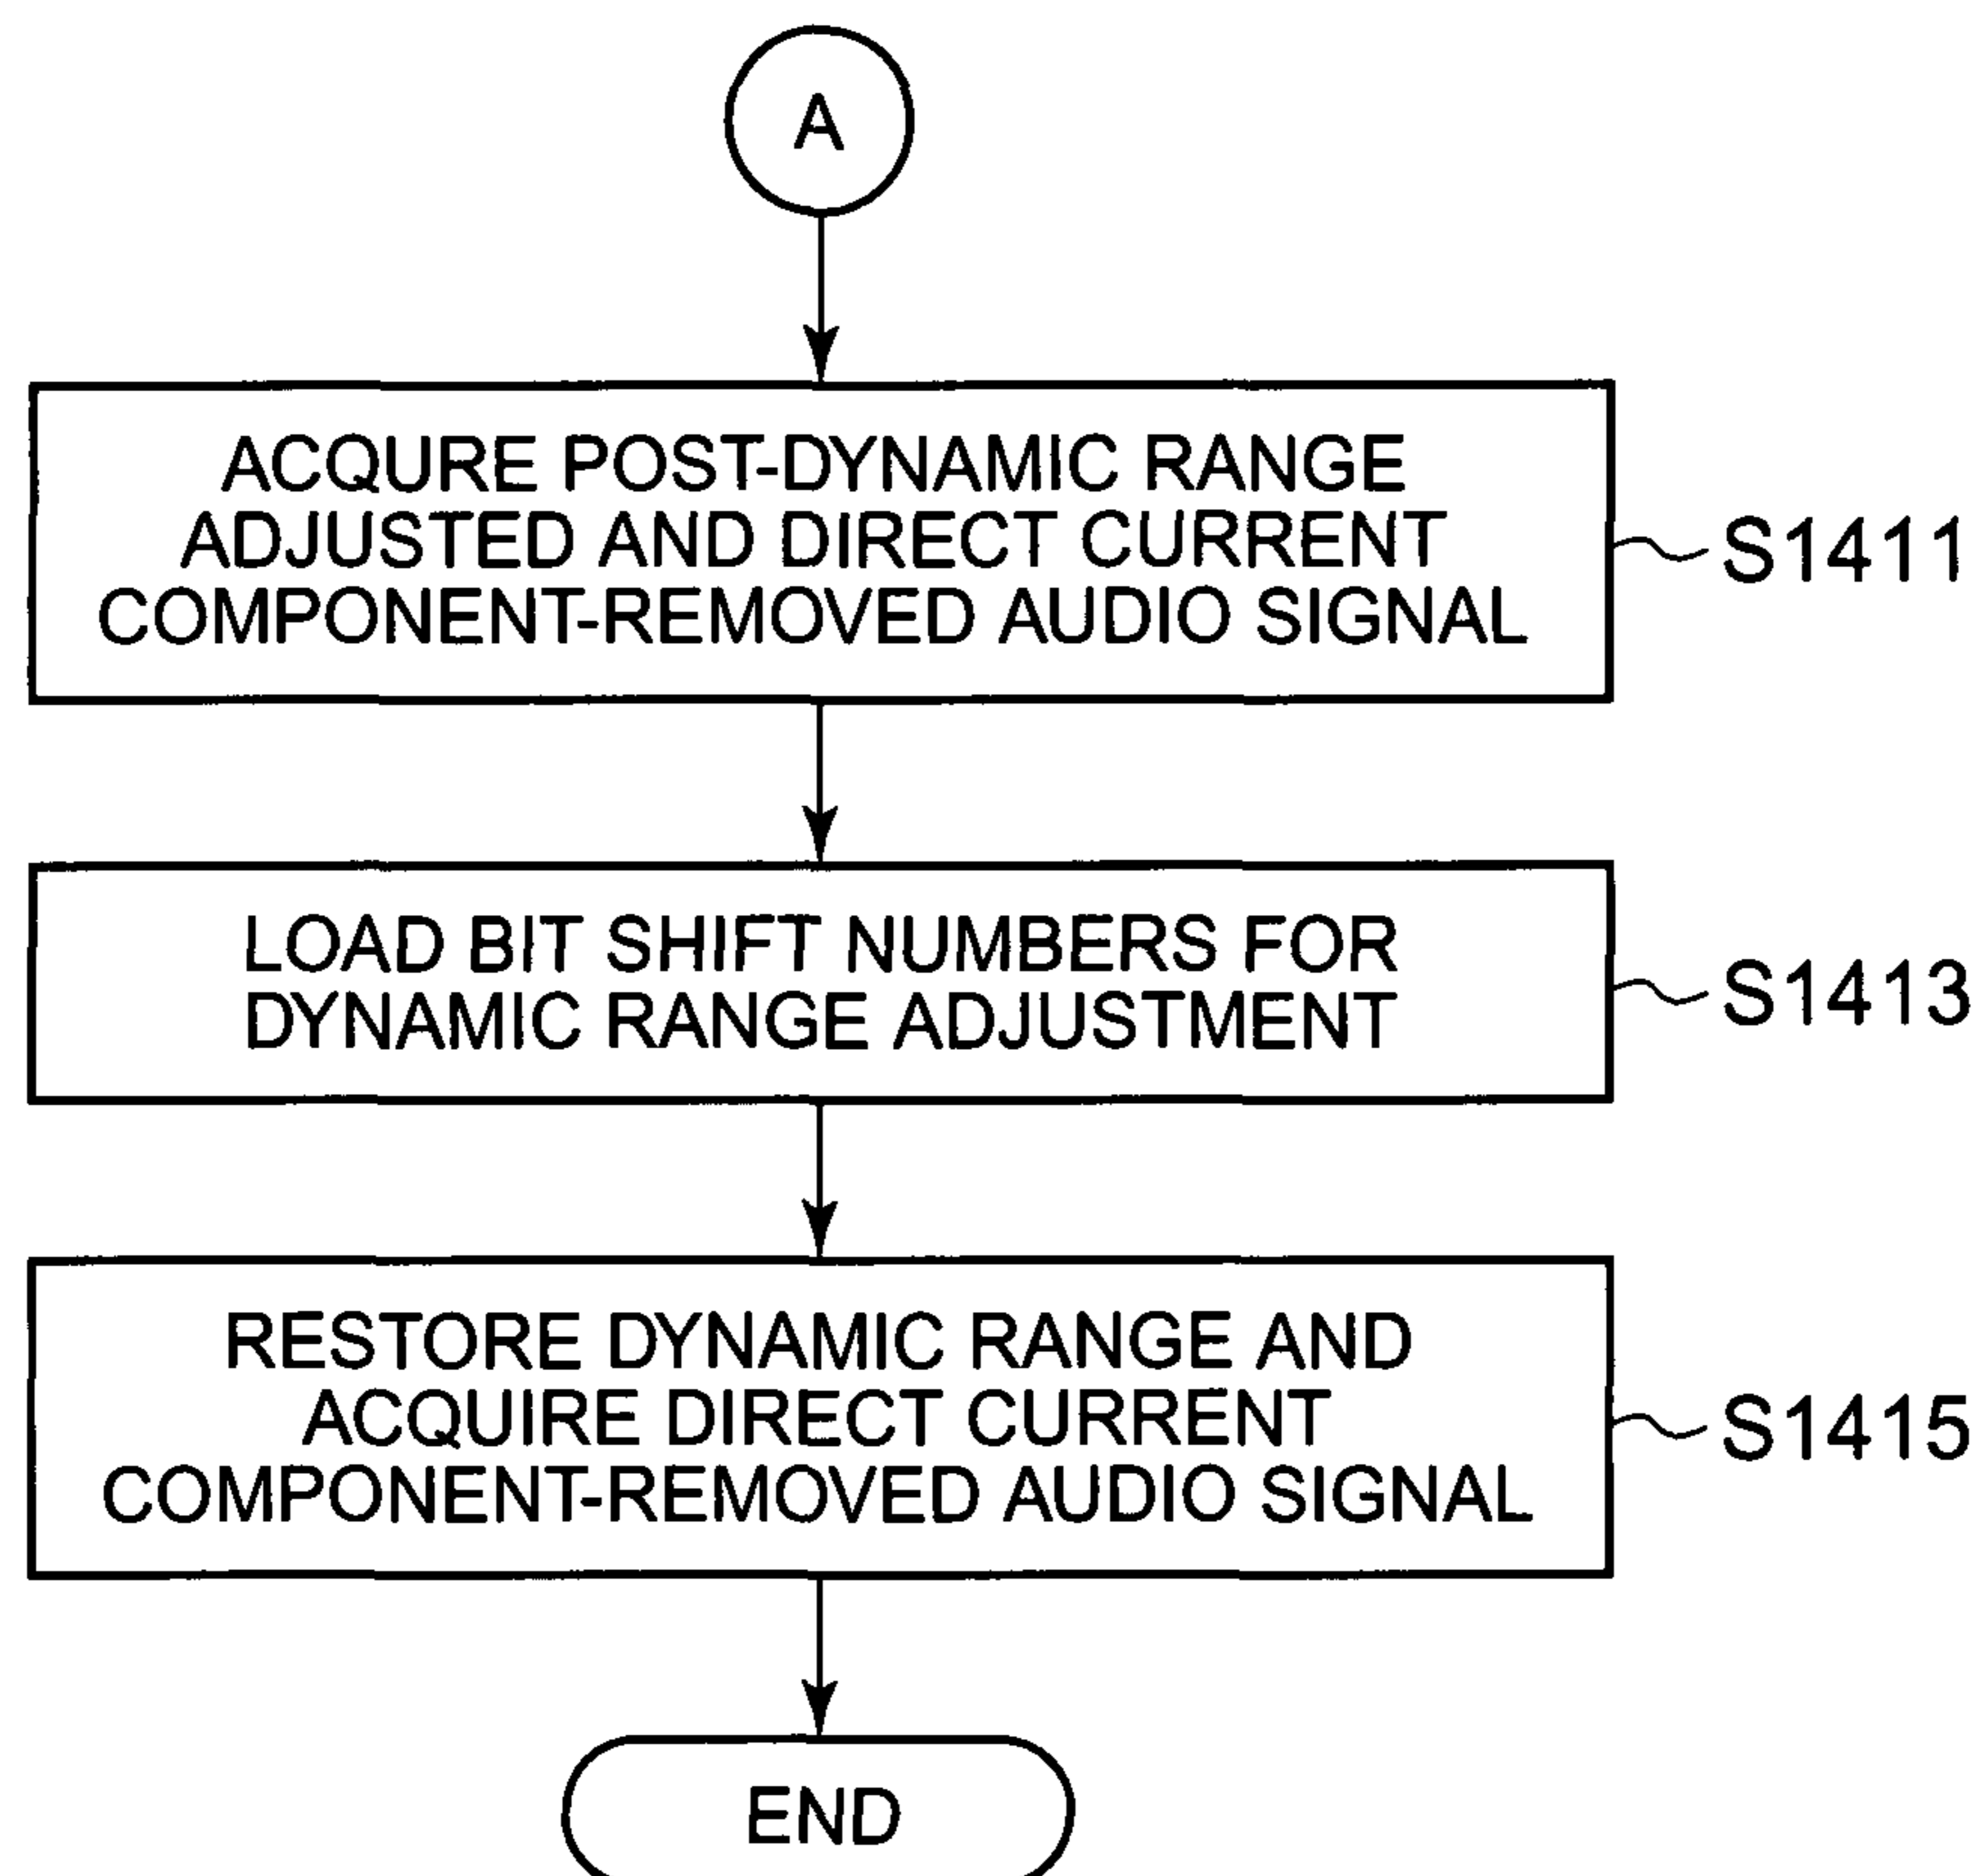 A
ACQURE POST-DYNAMIC RANGE
ADJUSTED AND DIRECT CURRENT
COMPONENT-REMOVED AUDIO SIGNAL
S1411
LOAD BIT SHIFT NUMBERS FOR
DYNAMIC RANGE ADJUSTMENT
S1413
RESTORE DYNAMIC RANGE AND
ACQUIRE DIRECT CURRENT
COMPONENT-REMOVED AUDIO SIGNAL
S1415
END